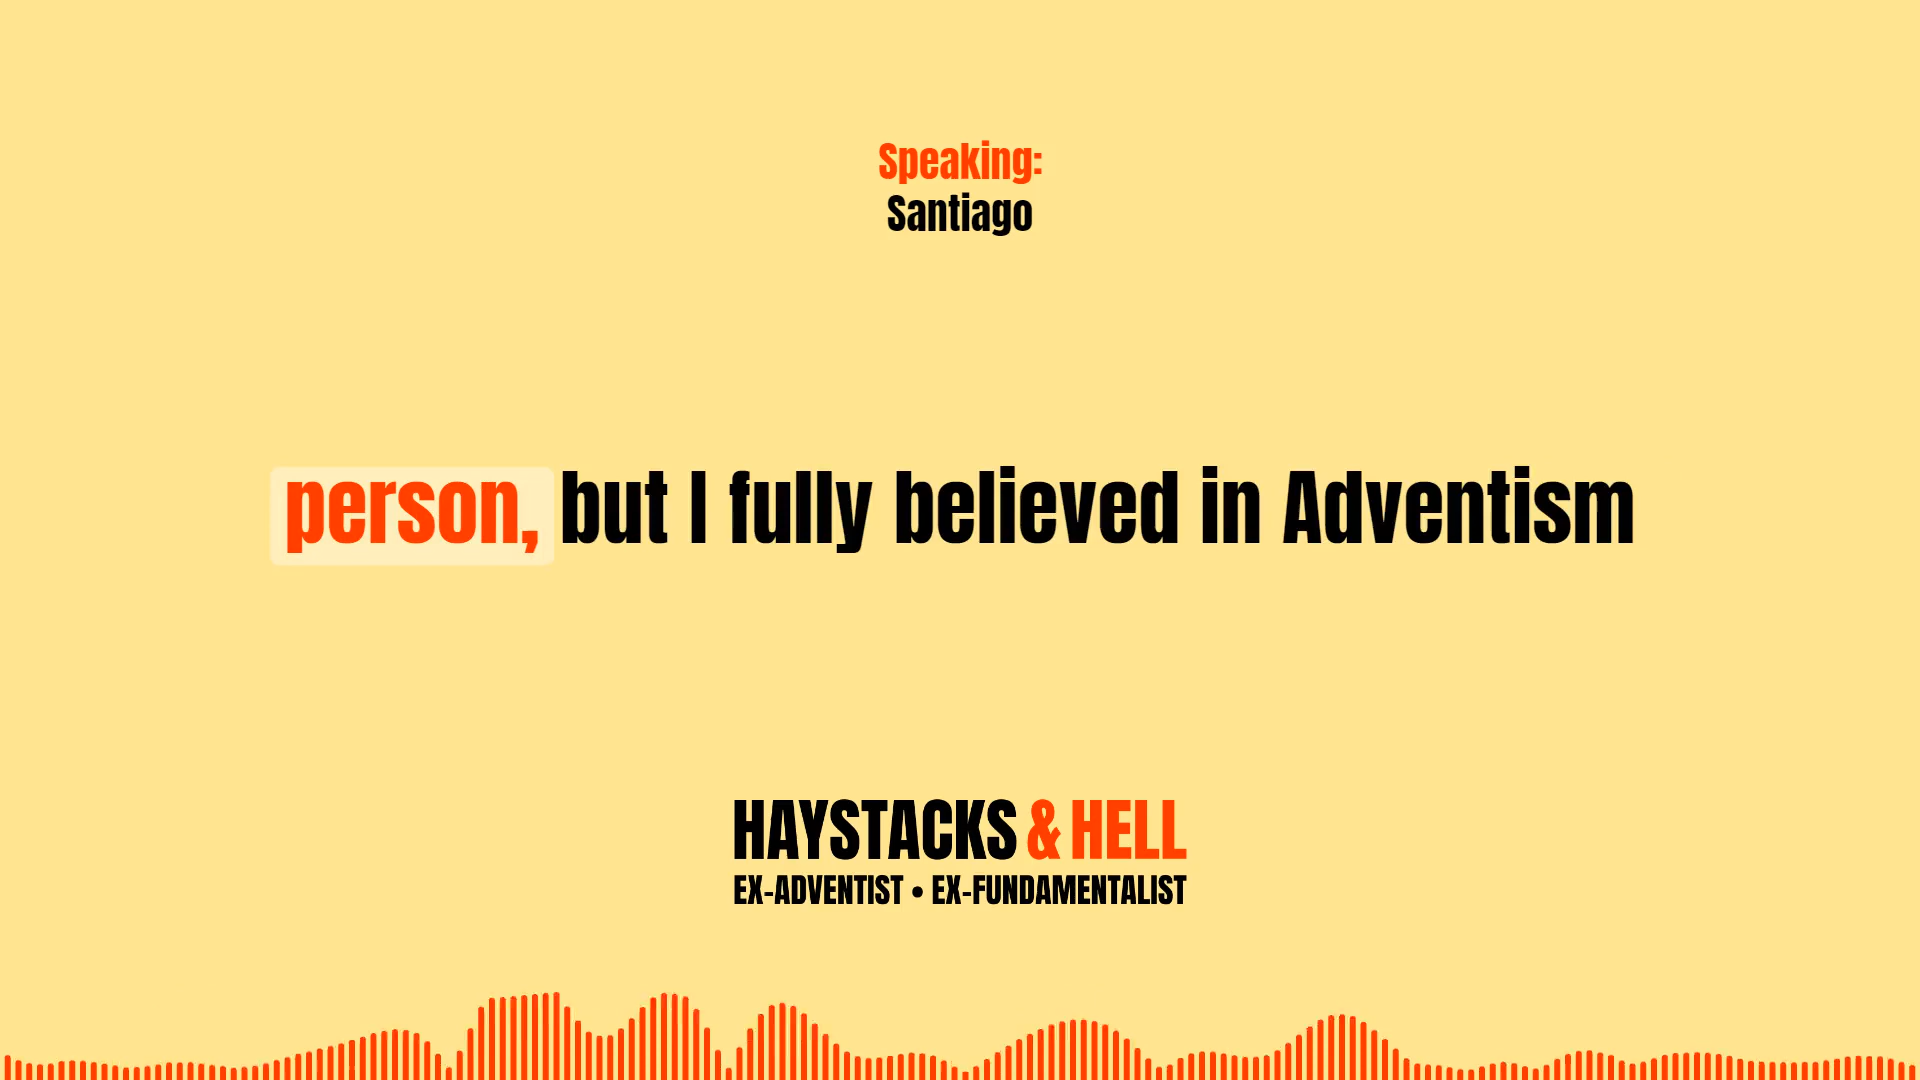 Speaking:
Santiago
person, but I fully believed in Adventism
HAYSTACKS & HELL
EX-ADVENTIST • EX-FUNDAMENTALIST